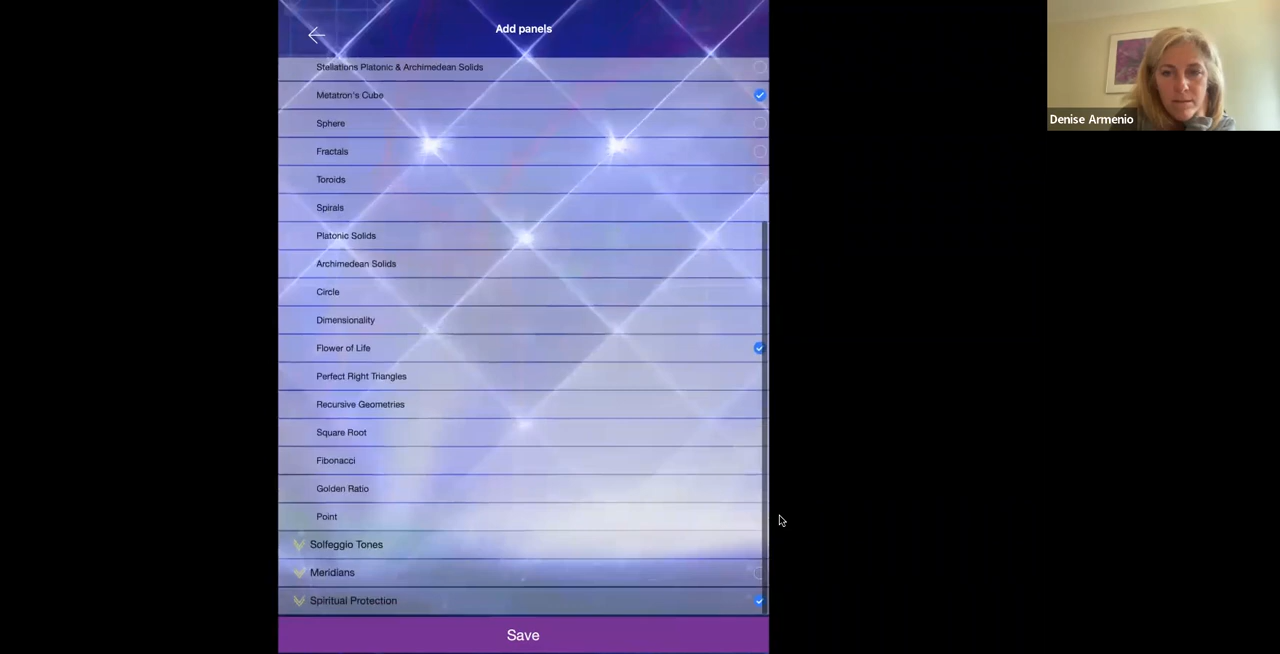 Add panels
Denise Armenio
Stellations Platonic & Archimedean Solids
Metatron's Cube
Sphere
Fractals
Toroids
Spirals
Platonic Solids
Archimedean Solids
Circle
Dimensionality
Flower of Life
Perfect Right Triangles
Recursive Geometries
Square Root
Fibonacci
Golden Ratio
Point
Solfeggio Tones
Meridians
Spiritual Protection
Save